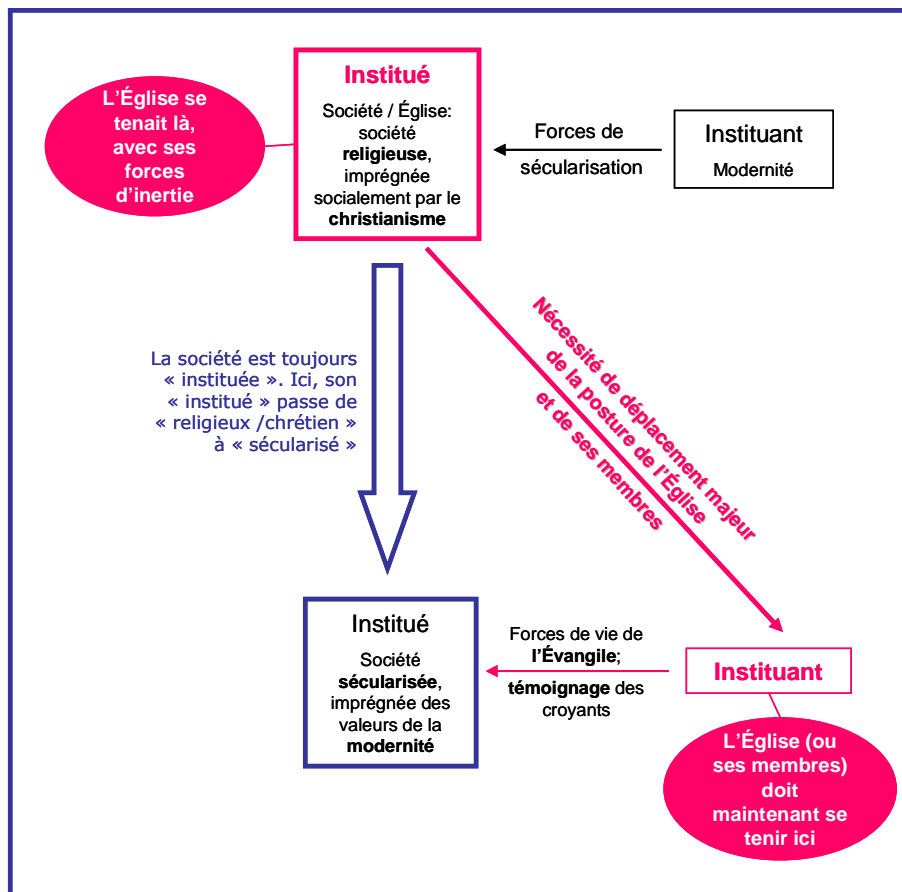 L'Église se
tenait là,
avec ses
forces
d'inertie
Institué
Société / Église:
société
religieuse,
imprégnée
socialement par le
christianisme
Forces de
sécularisation
Instituant
Modernité
La société est toujours
« instituée ». Ici, son
« institué » passe de
« religieux /chrétien »
à « sécularisé »
Nécessité de déplacement majeur
de la posture de l'Église
et de ses membres
Institué
Société
sécularisée,
imprégnée des
valeurs de la
modernité
Forces de vie de
l'Évangile;
témoignage des
croyants
Instituant
L'Église (ou
ses membres)
doit
maintenant se
tenir ici